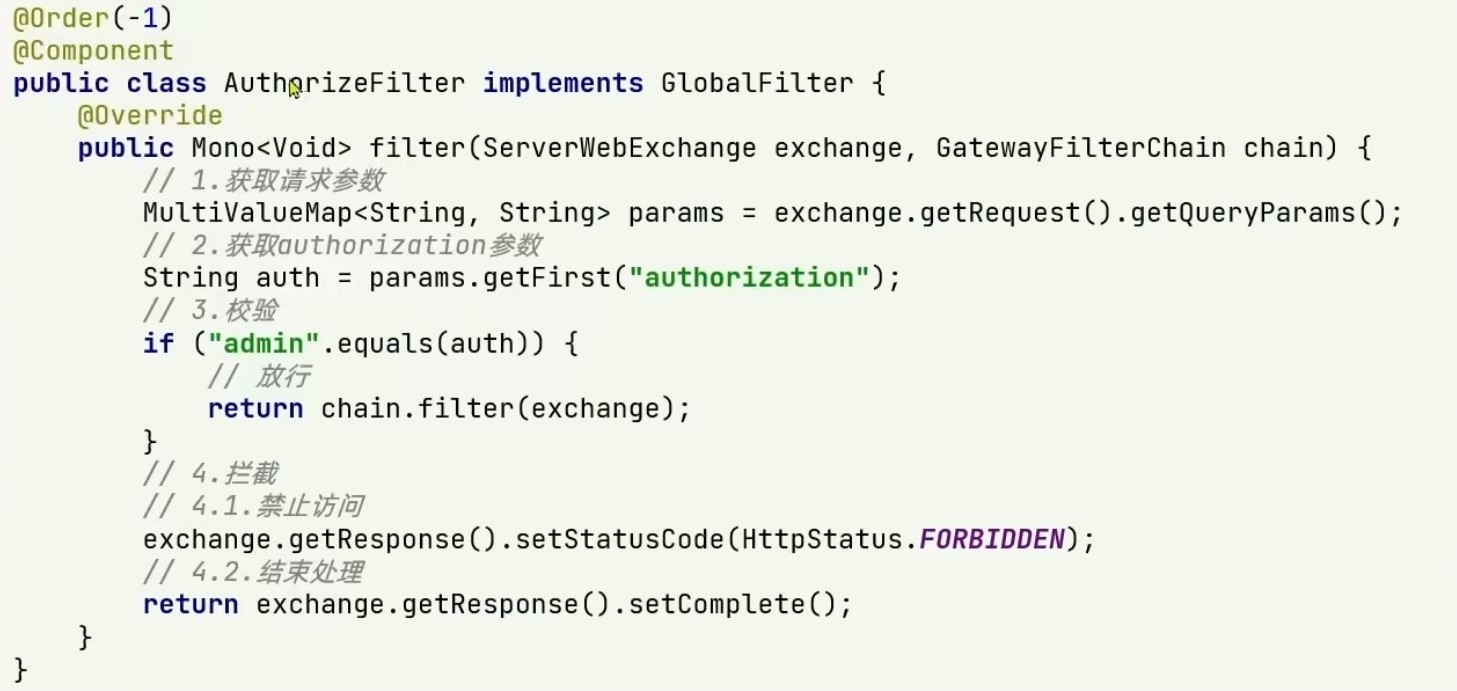 @Order(-1)
@Component
public class AuthorizeFilter implements GlobalFilter {
    @Override
    public Mono<Void> filter(ServerWebExchange exchange, GatewayFilterChain chain) {
        // 1.获取请求参数
        MultiValueMap<String, String> params = exchange.getRequest().getQueryParams();
        // 2.获取authorization参数
        String auth = params.getFirst("authorization");
        // 3.校验
        if ("admin".equals(auth)) {
            // 放行
            return chain.filter(exchange);
        }
        // 4.拦截
        // 4.1.禁止访问
        exchange.getResponse().setStatusCode(HttpStatus.FORBIDDEN);
        // 4.2.结束处理
        return exchange.getResponse().setComplete();
    }
}